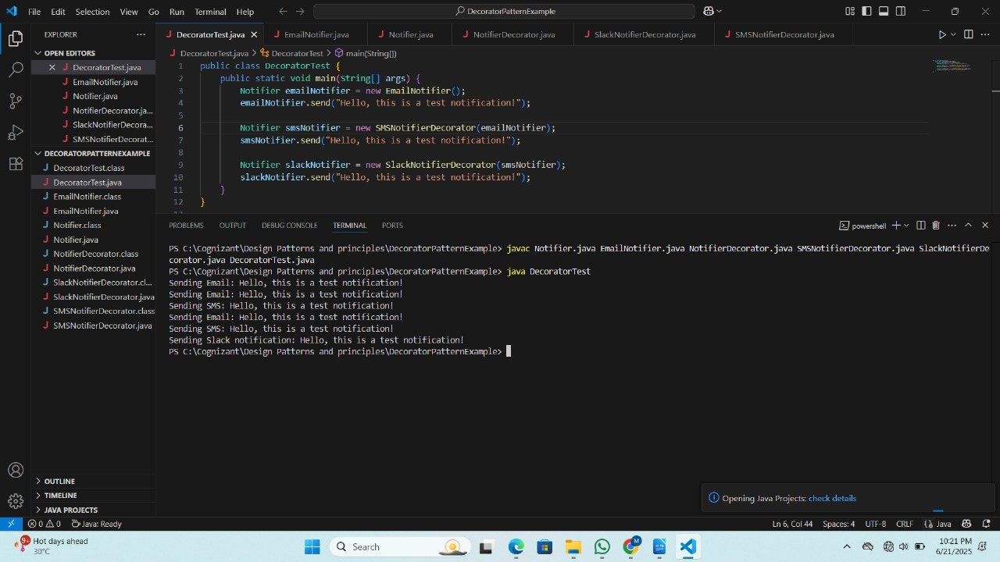 File Edit Selection View Go Run Terminal Help
DecoratorPatternExample
EXPLORER
OPEN EDITORS
DecoratorTest.java
EmailNotifier.java
Notifier.java
NotifierDecorator.ja...
SlackNotifierDecora...
SMSNotifierDecorat...
DECORATORPATTERNEXAMPLE
DecoratorTest.class
DecoratorTest.java
EmailNotifier.class
EmailNotifier.java
Notifier.class
Notifier.java
NotifierDecorator.class
NotifierDecorator.java
SlackNotifierDecorator.cl...
SlackNotifierDecorator.java
SMSNotifierDecorator.class
SMSNotifierDecorator.java
OUTLINE
TIMELINE
JAVA PROJECTS
DecoratorTest.java EmailNotifier.java Notifier.java NotifierDecorator.java SlackNotifierDecorator.java SMSNotifierDecorator.java
DecoratorTest.java > DecoratorTest > main(String[])
1 public class DecoratorTest {
2 public static void main(String[] args) {
3 Notifier emailNotifier = new EmailNotifier();
4 emailNotifier.send("Hello, this is a test notification!");
5
6 Notifier smsNotifier = new SMSNotifierDecorator(emailNotifier);
7 smsNotifier.send("Hello, this is a test notification!");
8
9 Notifier slackNotifier = new SlackNotifierDecorator(smsNotifier);
10 slackNotifier.send("Hello, this is a test notification!");
11 }
12 }
PROBLEMS OUTPUT DEBUG CONSOLE TERMINAL PORTS
powershell
PS C:\Cognizant\Design Patterns and principles\DecoratorPatternExample> javac Notifier.java EmailNotifier.java NotifierDecorator.java SMSNotifierDecorator.java SlackNotifierDe
corator.java DecoratorTest.java
PS C:\Cognizant\Design Patterns and principles\DecoratorPatternExample> java DecoratorTest
Sending Email: Hello, this is a test notification!
Sending Email: Hello, this is a test notification!
Sending SMS: Hello, this is a test notification!
Sending Email: Hello, this is a test notification!
Sending SMS: Hello, this is a test notification!
Sending Slack notification: Hello, this is a test notification!
PS C:\Cognizant\Design Patterns and principles\DecoratorPatternExample>
Opening Java Projects: check details
0 0 Java: Ready
Ln 6, Col 44 Spaces: 4 UTF-8 CRLF Java
9+
Hot days ahead
30°C
Search
M
10:21 PM
6/21/2025